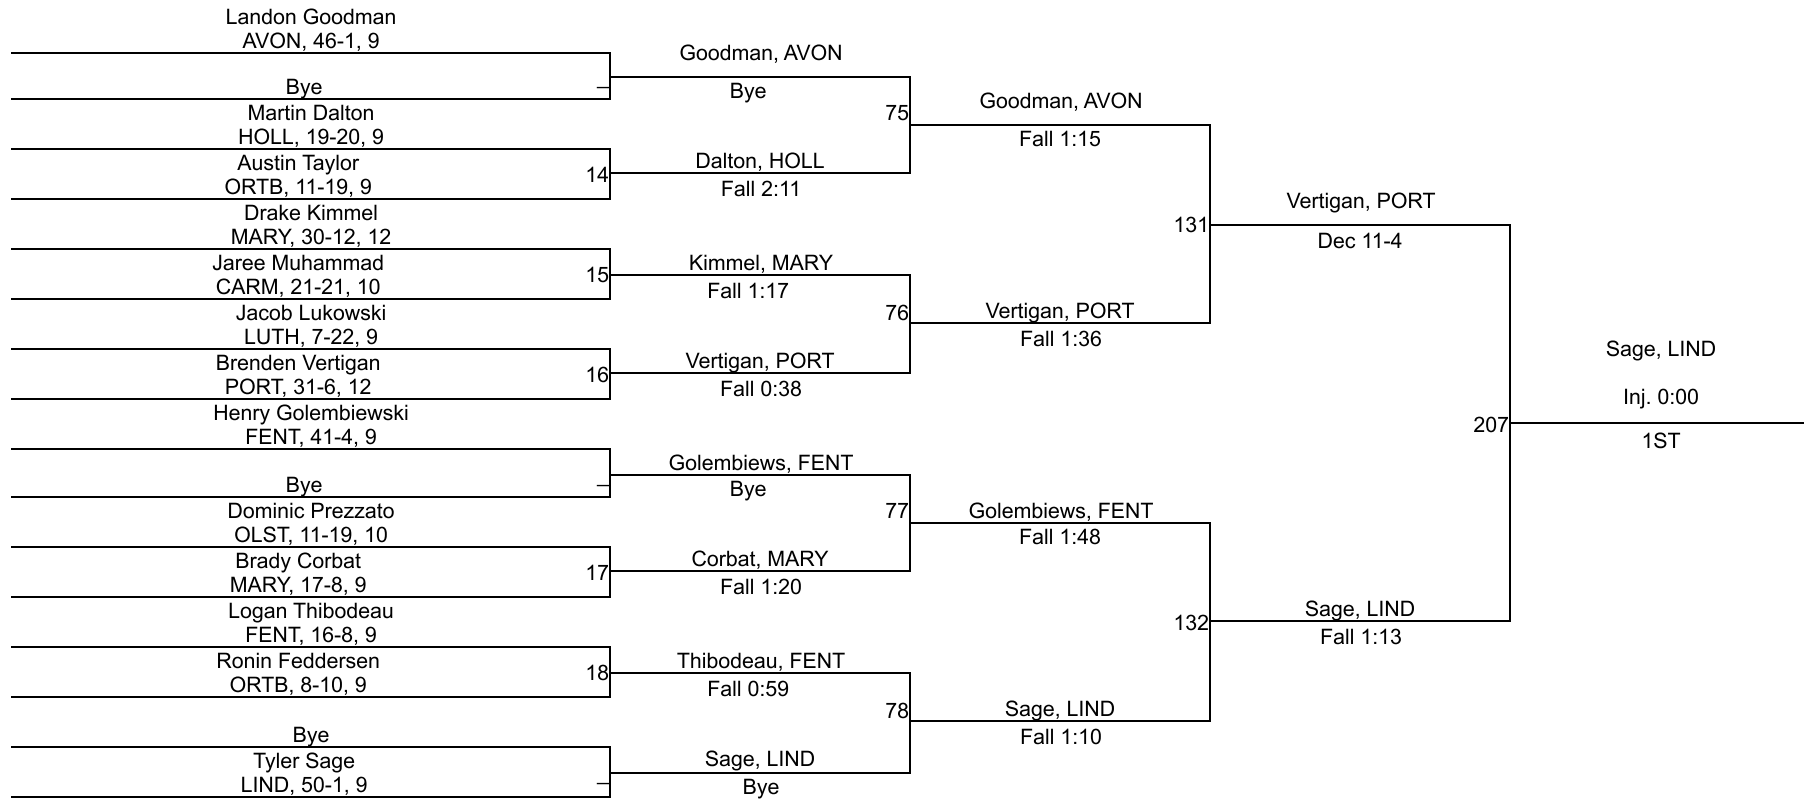 Landon Goodman
AVON, 46-1, 9
Bye
–
Martin Dalton
HOLL, 19-20, 9
Austin Taylor
14
ORTB, 11-19, 9
Drake Kimmel
MARY, 30-12, 12
Jaree Muhammad
15
CARM, 21-21, 10
Jacob Lukowski
LUTH, 7-22, 9
Brenden Vertigan
16
PORT, 31-6, 12
Henry Golembiewski
FENT, 41-4, 9
Bye
–
Dominic Prezzato
OLST, 11-19, 10
Brady Corbat
17
MARY, 17-8, 9
Logan Thibodeau
FENT, 16-8, 9
Ronin Feddersen
18
ORTB, 8-10, 9
Bye
Tyler Sage
LIND, 50-1, 9
–
Goodman, AVON
Bye
75
Dalton, HOLL
Fall 2:11
Kimmel, MARY
Fall 1:17
76
Vertigan, PORT
Fall 0:38
Golembiews, FENT
Bye
77
Corbat, MARY
Fall 1:20
Thibodeau, FENT
Fall 0:59
78
Sage, LIND
Bye
Goodman, AVON
Fall 1:15
131
Vertigan, PORT
Fall 1:36
Golembiews, FENT
Fall 1:48
132
Sage, LIND
Fall 1:10
Vertigan, PORT
Dec 11-4
207
Sage, LIND
Fall 1:13
Sage, LIND
Inj. 0:00
1ST